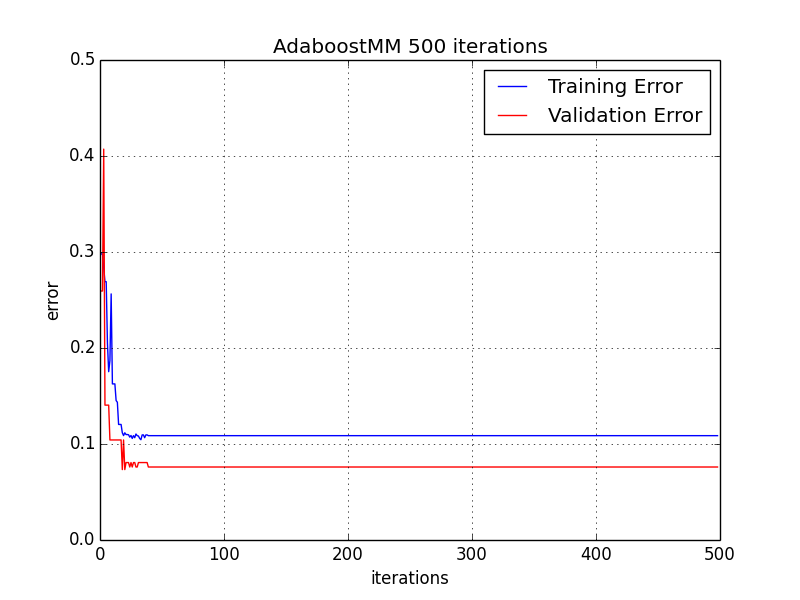 AdaboostMM 500 iterations
0.5
0.4
0.3
0.2
0.1
0.0
error
Training Error
Validation Error
0 100 200 300 400 500
iterations